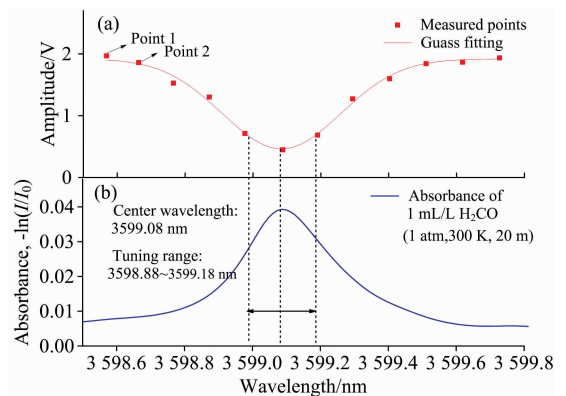 (a)
Point 1
Point 2
Measured points
Guass fitting
Amplitude/V
2
1
0
(b)
Center wavelength:
3599.08 nm
Tuning range:
3598.88~3599.18 nm
Absorbance of
1 mL/L H₂CO
(1 atm,300 K, 20 m)
Absorbance, -ln(I/I₀)
0.04
0.03
0.02
0.01
0.00
3 598.6 3 598.8 3 599.0 3 599.2 3 599.4 3 599.6 3 599.8
Wavelength/nm